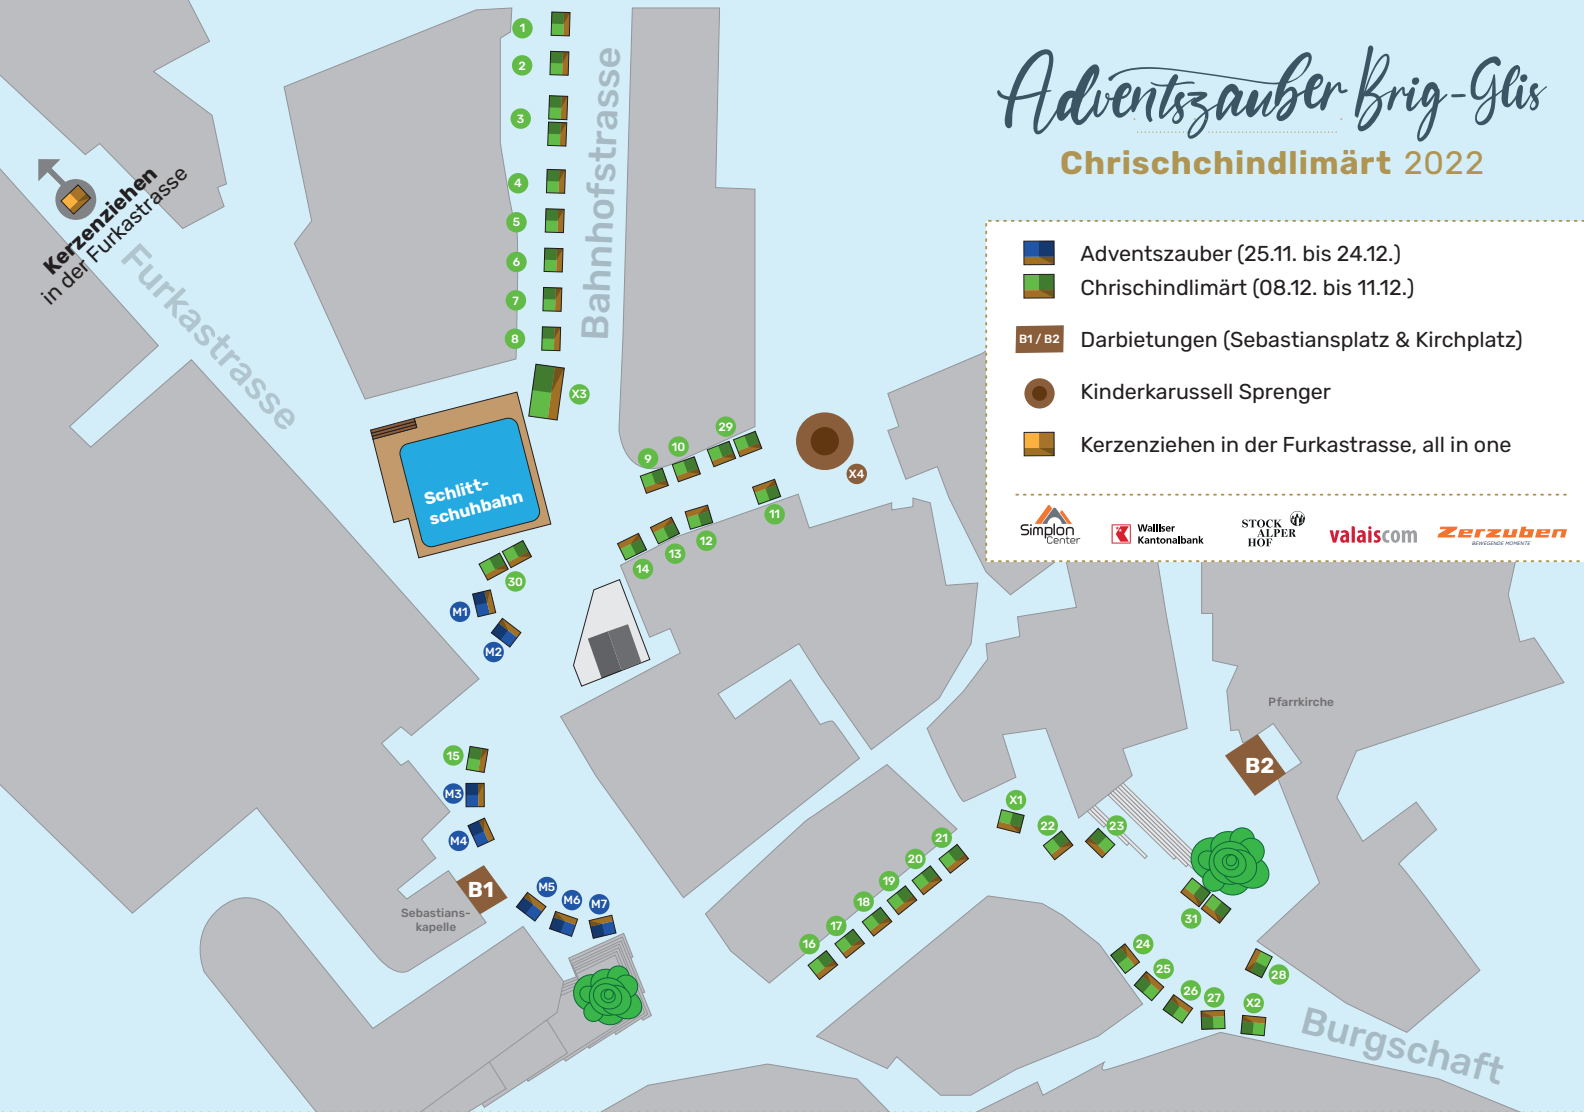 Adventszauber Brig-Glis
Chrischchindlimärt 2022
Adventszauber (25.11. bis 24.12.)
Chrischindlimärt (08.12. bis 11.12.)
B1 / B2
Darbietungen (Sebastiansplatz & Kirchplatz)
Kinderkarussell Sprenger
Kerzenziehen in der Furkastrasse, all in one
Simplon
Center
Walliser
Kantonalbank
STOCK
ALPER
HOF
valaiscom
Zerzuben
BEWEGENDE MOMENTE
Kerzenziehen
in der Furkastrasse
Furkastrasse
Bahnhofstrasse
1
2
3
4
5
6
7
8
X3
Schlitt-
schuhbahn
9
10
29
X4
11
12
13
14
30
M1
M2
15
M3
M4
B1
Sebastians-
kapelle
M5
M6
M7
16
17
18
19
20
21
X1
22
23
Pfarrkirche
B2
31
24
25
26
27
X2
28
Burgschaft